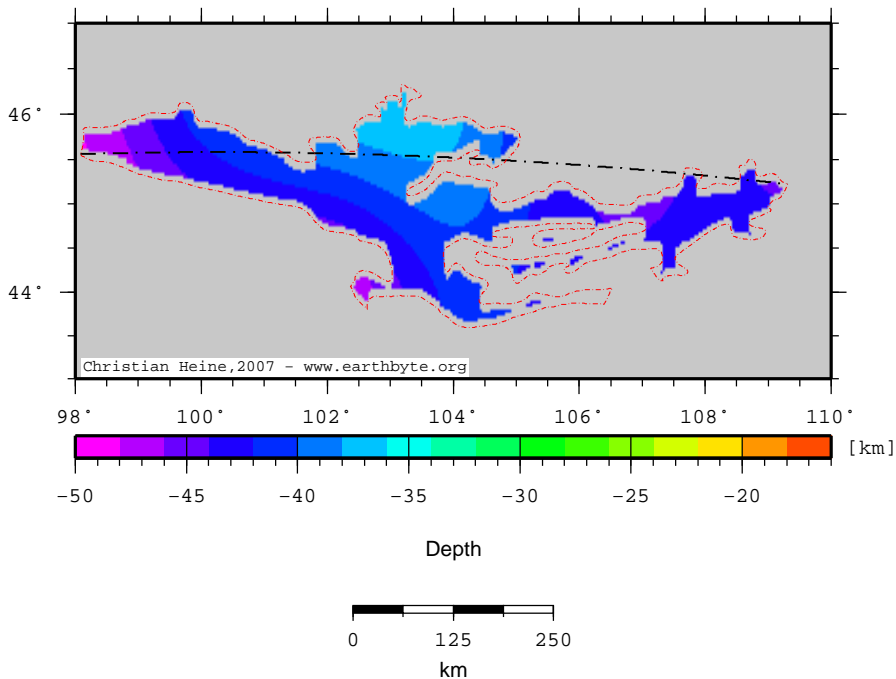 46°
44°
Christian Heine,2007 - www.earthbyte.org
98° 100° 102° 104° 106° 108° 110°
[km]
-50 -45 -40 -35 -30 -25 -20
Depth
0 125 250
km